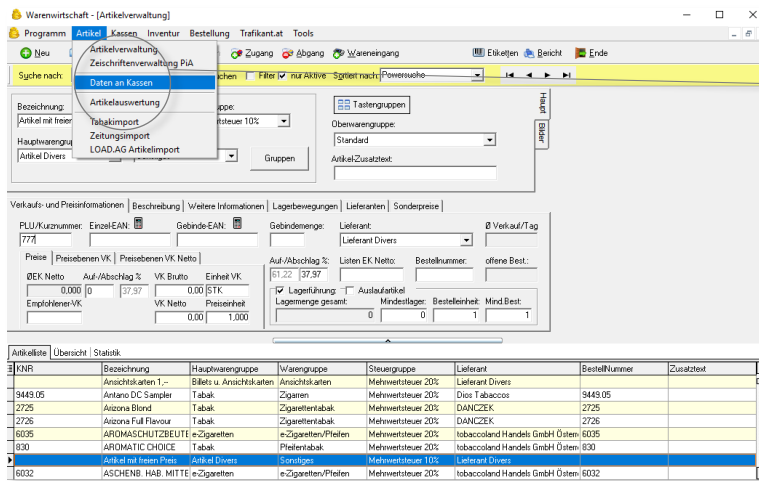 Warenwirtschaft - [Artikelverwaltung]
Programm Artikel Kassen Inventur Bestellung Trafikant.at Tools
Neu Zugang Abgang Wareneingang Etiketten Bericht Ende
Artikelverwaltung
Zeischriftenverwaltung PiA
Daten an Kassen
Artikelauswertung
Tabakimport
Zeitungsimport
LOAD.AG Artikelimport
Suche nach: Filter nur Aktive Sortiert nach: Powersuche
Bezeichnung:
Artikel mit freien
Hauptwarengru
Artikel Divers
Gruppen
Tastengruppen
Oberwarengruppe:
Standard
Artikel-Zusatztext:
Haupt
Bilder
Verkaufs- und Preisinformationen Beschreibung Weitere Informationen Lagerbewegungen Lieferanten Sonderpreise
PLU/Kurznummer: Einzel-EAN: Gebinde-EAN: Gebindemenge: Lieferant: Ø Verkauf/Tag
777 Lieferant Divers
Preise Preisebenen VK Preisebenen VK Netto
Auf-/Abschlag %: Listen EK Netto: Bestellnummer: offene Best.:
61,22 37,97
ØEK Netto Auf-/Abschlag % VK Brutto Einheit VK
0,000 0 37,97 0,00 STK
Empfohlener-VK VK Netto Preiseinheit
0,00 1,000
Lagerführung: Auslaufartikel
Lagermenge gesamt: Mindestlager: Bestelleinheit: Mind.Best:
0 0 1 1
Artikelliste Übersicht Statistik
KNR Bezeichnung Hauptwarengruppe Warengruppe Steuergruppe Lieferant BestellNummer Zusatztext
Ansichtskarten 1,-- Billets u. Ansichtskarten Ansichtskarten Mehrwertsteuer 20% Lieferant Divers
9449.05 Antano DC Sampler Tabak Zigarren Mehrwertsteuer 20% Dios Tabaccos 9449.05
2725 Arizona Blond Tabak Zigarettentabak Mehrwertsteuer 20% DANCZEK 2725
2726 Arizona Full Flavour Tabak Zigarettentabak Mehrwertsteuer 20% DANCZEK 2726
6035 AROMASCHUTZBEUTE e-Zigaretten e-Zigaretten/Pfeifen Mehrwertsteuer 20% tobaccoland Handels GmbH Östern 6035
830 AROMATIC CHOICE Tabak Pfeifentabak Mehrwertsteuer 20% tobaccoland Handels GmbH Östern 830
Artikel mit freien Preis Artikel Divers Sonstiges Mehrwertsteuer 10% Lieferant Divers
6032 ASCHENB. HAB. MITTE e-Zigaretten e-Zigaretten/Pfeifen Mehrwertsteuer 20% tobaccoland Handels GmbH Östern 6032